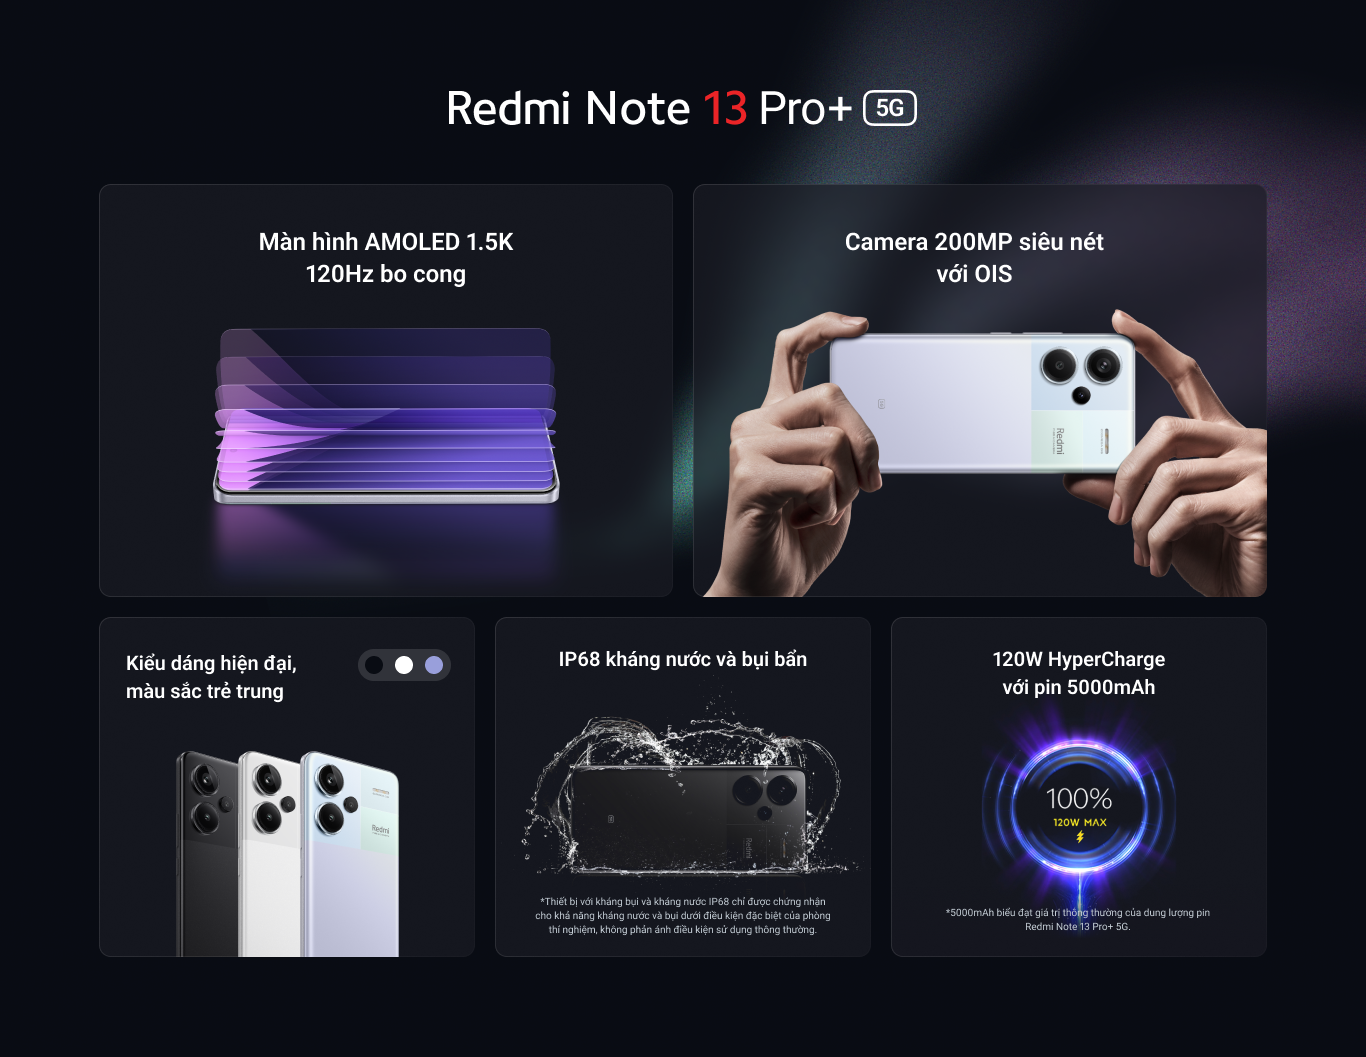 Redmi Note 13 Pro+ 5G
Màn hình AMOLED 1.5K
120Hz bo cong
Camera 200MP siêu nét
với OIS
Redmi
Kiểu dáng hiện đại,
màu sắc trẻ trung
Redmi
IP68 kháng nước và bụi bẩn
Redmi
*Thiết bị với kháng bụi và kháng nước IP68 chỉ được chứng nhận
cho khả năng kháng nước và bụi dưới điều kiện đặc biệt của phòng
thí nghiệm, không phản ánh điều kiện sử dụng thông thường.
120W HyperCharge
với pin 5000mAh
100%
120W MAX
*5000mAh biểu đạt giá trị thông thường của dung lượng pin
Redmi Note 13 Pro+ 5G.